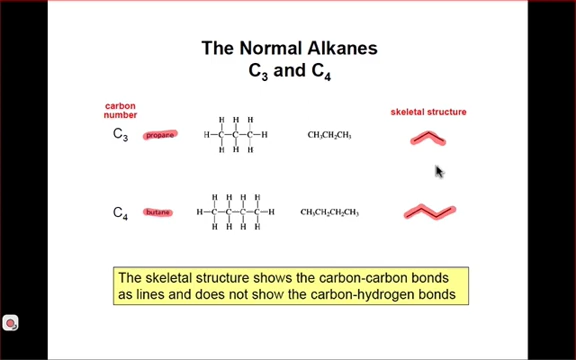 The Normal Alkanes
C3 and C4
carbon
number
skeletal structure
C3 propane
H H H
H-C-C-C-H
H H H
CH3CH2CH3
C4 butane
H H H H
H-C-C-C-C-H
H H H H
CH3CH2CH2CH3
The skeletal structure shows the carbon-carbon bonds
as lines and does not show the carbon-hydrogen bonds